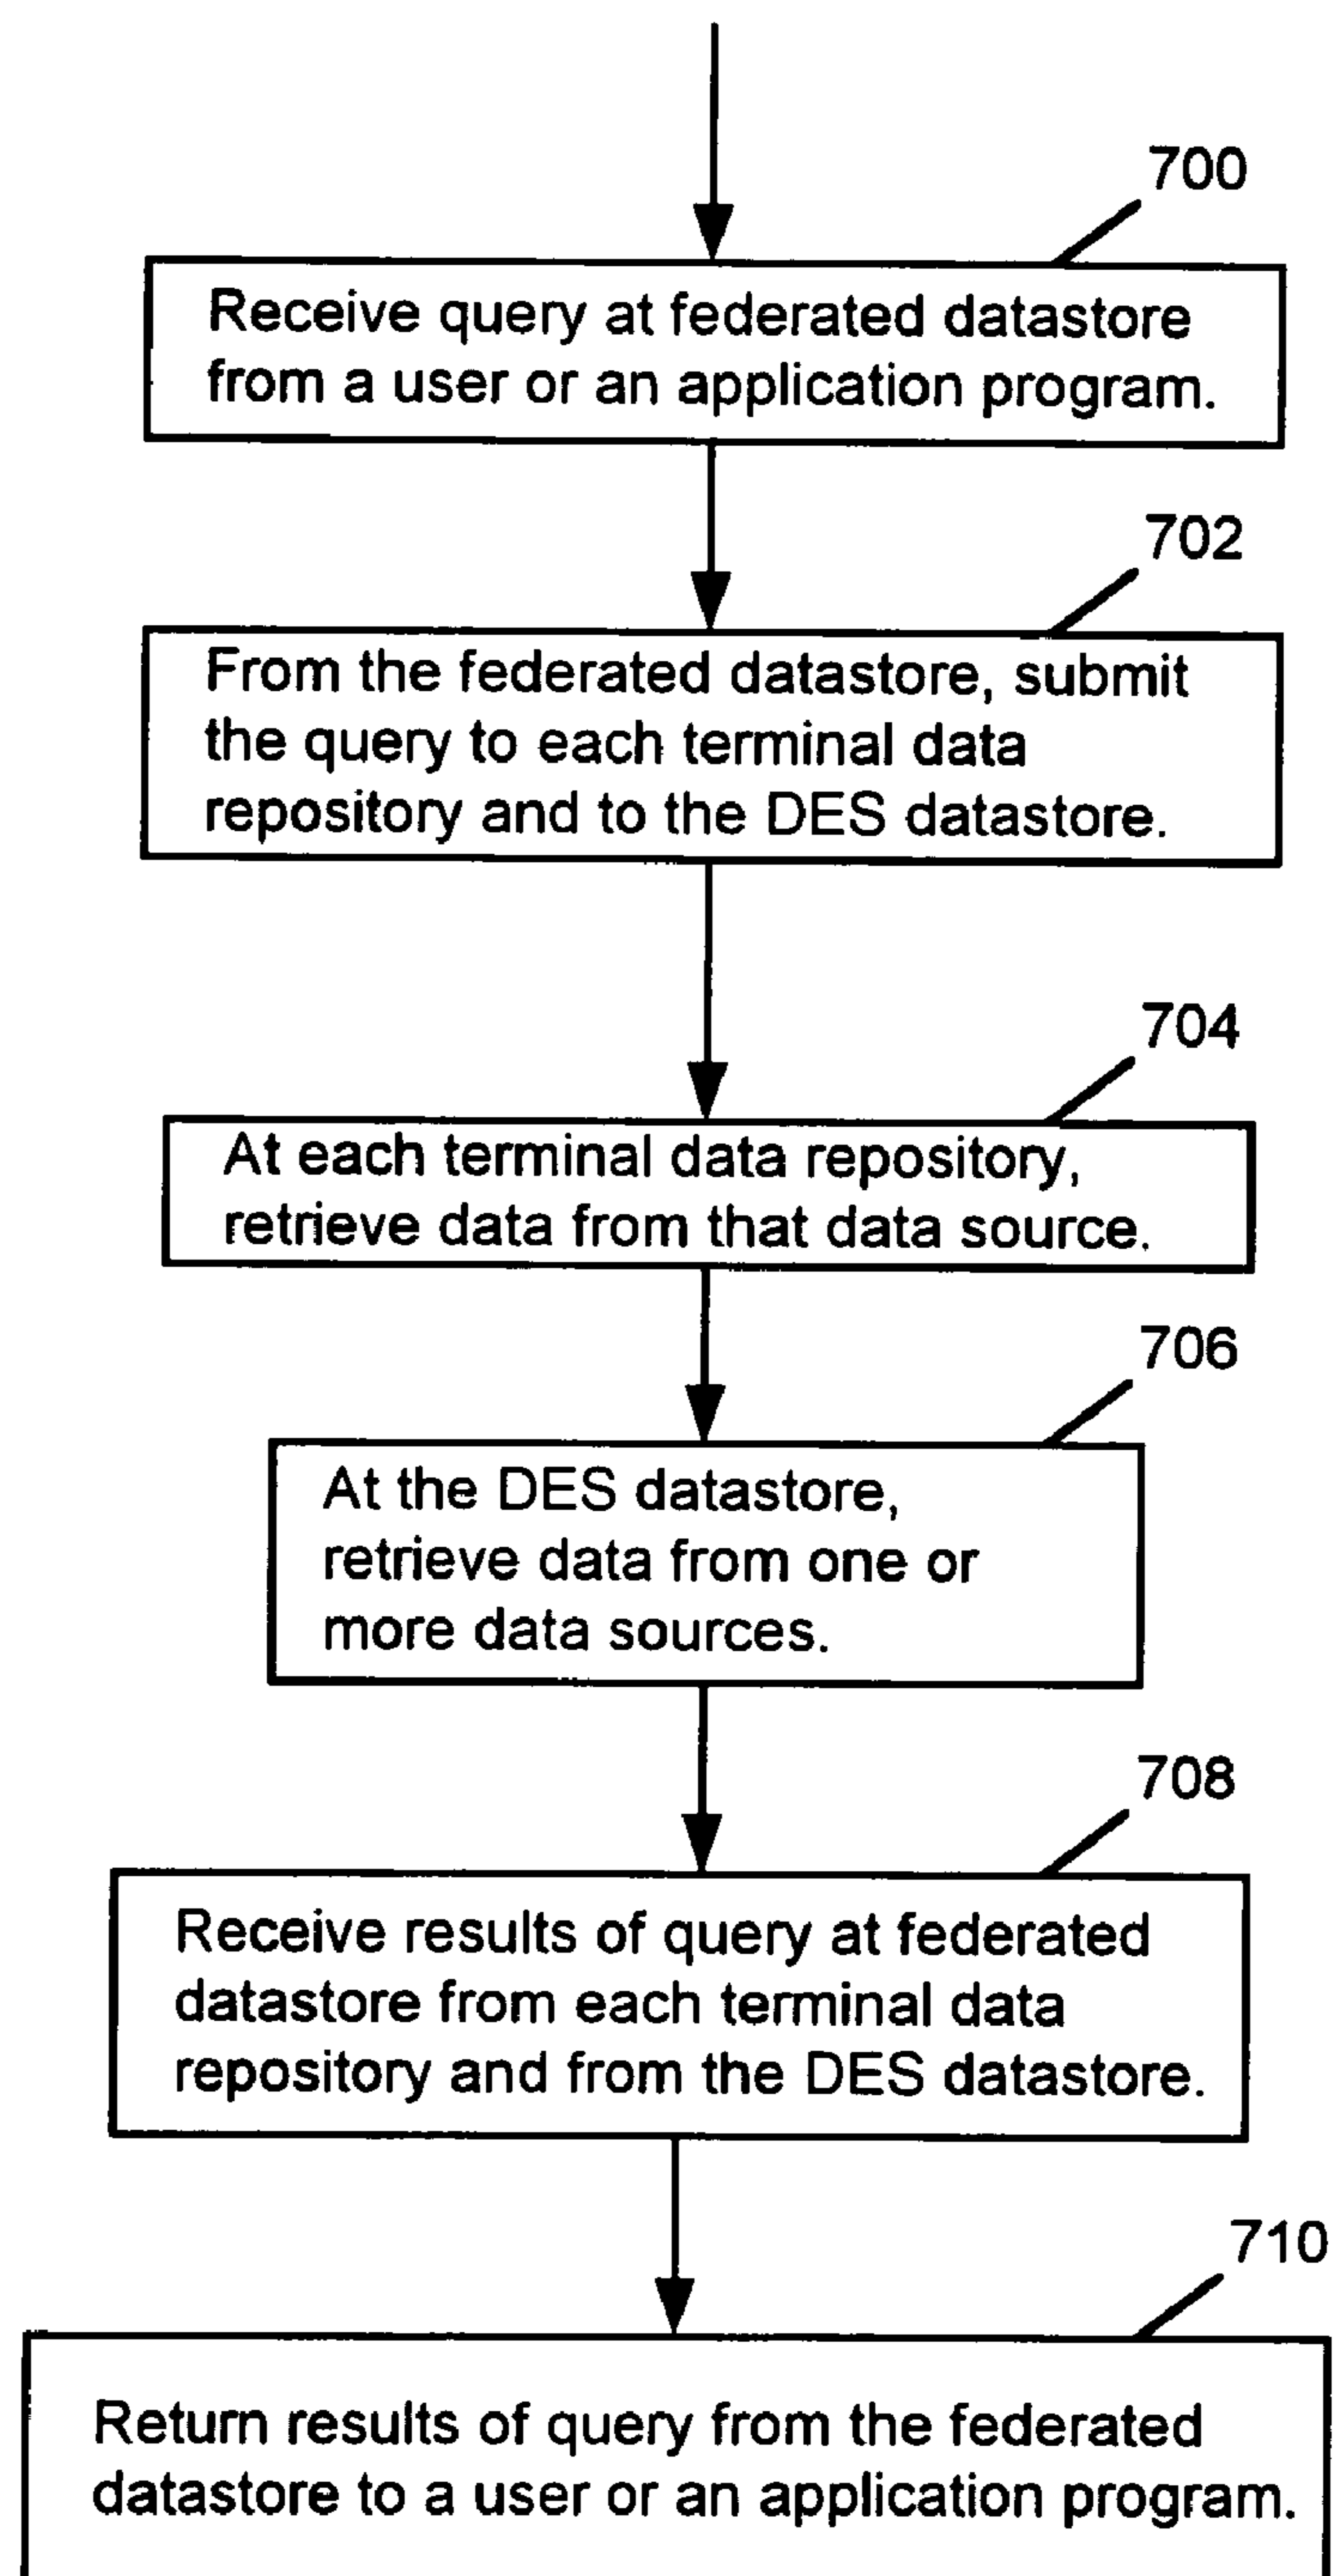 700
Receive query at federated datastore
from a user or an application program.
702
From the federated datastore, submit
the query to each terminal data
repository and to the DES datastore.
704
At each terminal data repository,
retrieve data from that data source.
706
At the DES datastore,
retrieve data from one or
more data sources.
708
Receive results of query at federated
datastore from each terminal data
repository and from the DES datastore.
710
Return results of query from the federated
datastore to a user or an application program.